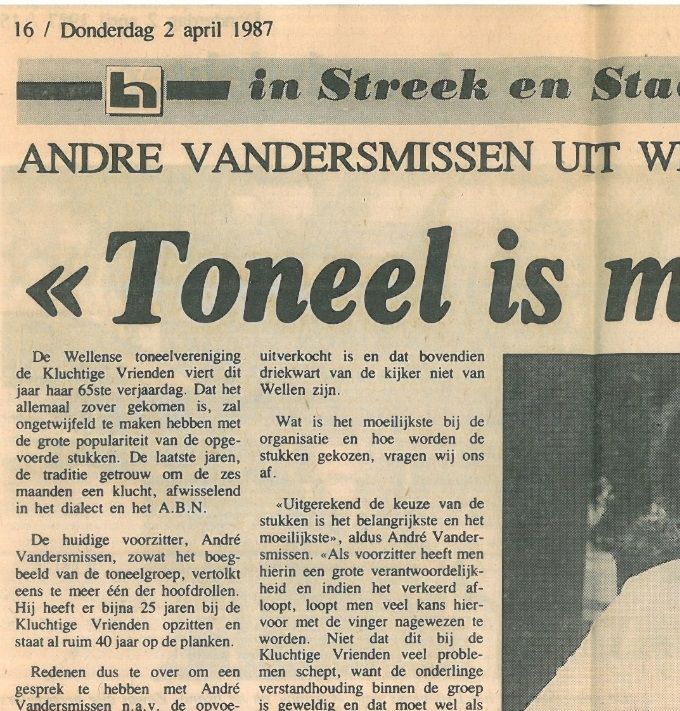 16 / Donderdag 2 april 1987
h in Streek en Sta
ANDRE VANDERSMISSEN UIT W
«Toneel is m
De Wellense toneelvereniging
de Kluchtige Vrienden viert dit
jaar haar 65ste verjaardag. Dat het
allemaal zover gekomen is, zal
ongetwijfeld te maken hebben met
de grote populariteit van de opge-
voerde stukken. De laatste jaren,
de traditie getrouw om de zes
maanden een klucht, afwisselend
in het dialect en het A.B.N.
De huidige voorzitter, André
Vandersmissen, zowat het boeg-
beeld van de toneelgroep, vertolkt
eens te meer één der hoofdrollen.
Hij heeft er bijna 25 jaren bij de
Kluchtige Vrienden opzitten en
staat al ruim 40 jaar op de planken.
Redenen dus te over om een
gesprek te hebben met André
Vandersmissen n.a.v. de opvoe-
uitverkocht is en dat bovendien
driekwart van de kijker niet van
Wellen zijn.
Wat is het moeilijkste bij de
organisatie en hoe worden de
stukken gekozen, vragen wij ons
af.
«Uitgerekend de keuze van de
stukken is het belangrijkste en het
moeilijkste», aldus André Vander-
smissen. «Als voorzitter heeft men
hierin een grote verantwoordelijk-
heid en indien het verkeerd af-
loopt, loopt men veel kans hier-
voor met de vinger nagewezen te
worden. Niet dat dit bij de
Kluchtige Vrienden veel proble-
men schept, want de onderlinge
verstandhouding binnen de groep
is geweldig en dat moet wel als